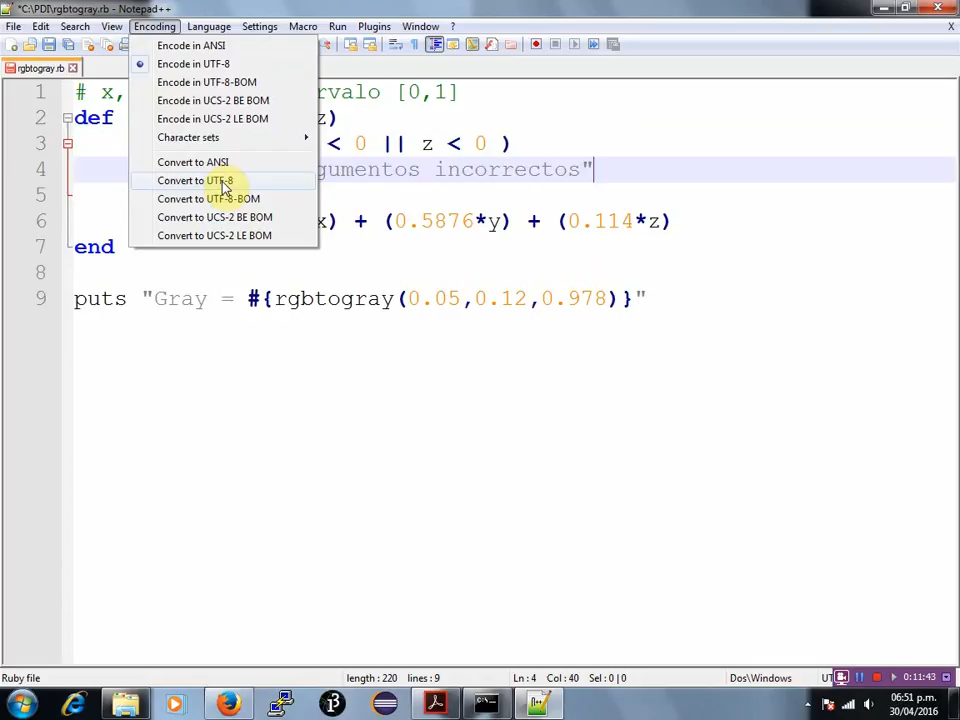 *C:\PDI\rgbtogray.rb - Notepad++
File Edit Search View Encoding Language Settings Macro Run Plugins Window ? X
rgbtogray.rb
Encode in ANSI
Encode in UTF-8
Encode in UTF-8-BOM
Encode in UCS-2 BE BOM
Encode in UCS-2 LE BOM
Character sets
Convert to ANSI
Convert to UTF-8
Convert to UTF-8-BOM
Convert to UCS-2 BE BOM
Convert to UCS-2 LE BOM
1 # x, rvalo [0,1]
2 def z)
3 < 0 || z < 0 )
4 gumentos incorrectos"
5
6 x) + (0.5876*y) + (0.114*z)
7 end
8
9 puts "Gray = #{rgbtogray(0.05,0.12,0.978)}"
Ruby file length : 220 lines : 9 Ln : 4 Col : 40 Sel : 0 | 0 Dos\Windows UT 0:11:43
06:51 p.m.
30/04/2016